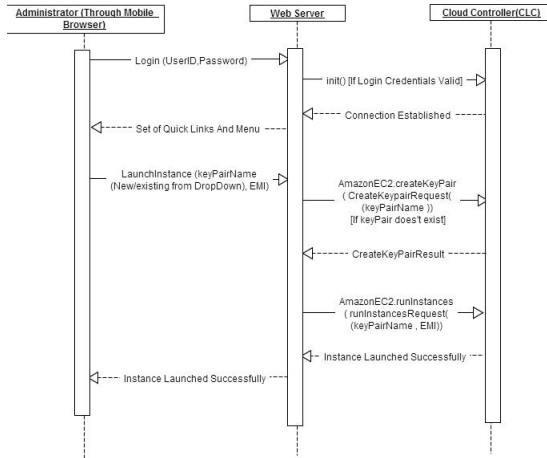 Administrator (Through Mobile
Browser)
Web Server
Cloud Controller(CLC)
Login (UserID,Password)
init() [If Login Credentials Valid]
Connection Established
Set of Quick Links And Menu
LaunchInstance (keyPairName
(New/existing from DropDown), EMI)
AmazonEC2.createKeyPair
( CreateKeypairRequest(
(keyPairName ))
[If keyPair does't exist]
CreateKeyPairResult
AmazonEC2.runInstances
( runInstancesRequest(
(keyPairName , EMI))
Instance Launched Successfully
Instance Launched Successfully